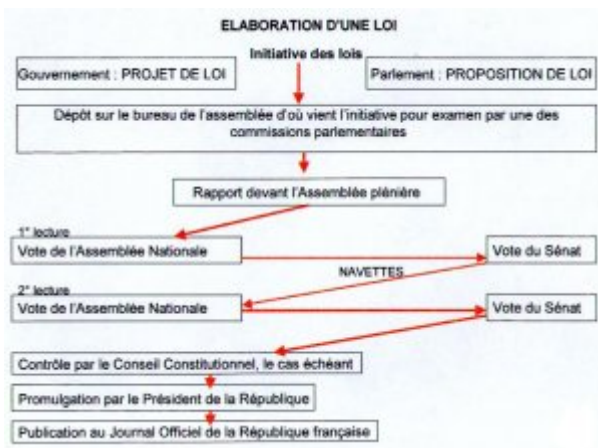 ELABORATION D'UNE LOI
Initiative des lois
Gouvernement : PROJET DE LOI
Parlement : PROPOSITION DE LOI
Dépôt sur le bureau de l'assemblée d'où vient l'initiative pour examen par une des
commissions parlementaires
Rapport devant l'Assemblée plénière
1° lecture
Vote de l'Assemblée Nationale
Vote du Sénat
NAVETTES
2° lecture
Vote de l'Assemblée Nationale
Vote du Sénat
Contrôle par le Conseil Constitutionnel, le cas échéant
Promulgation par le Président de la République
Publication au Journal Officiel de la République française